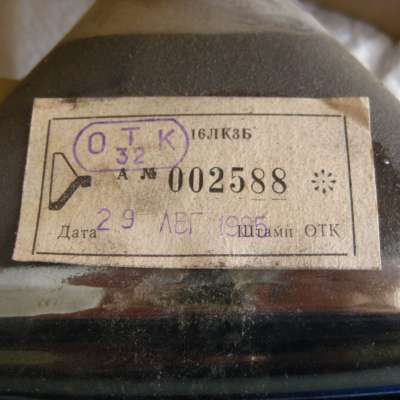 О Т К
32
16ЛК3Б
А № 002588
Дата 29 АВГ 1985 Штамп ОТК